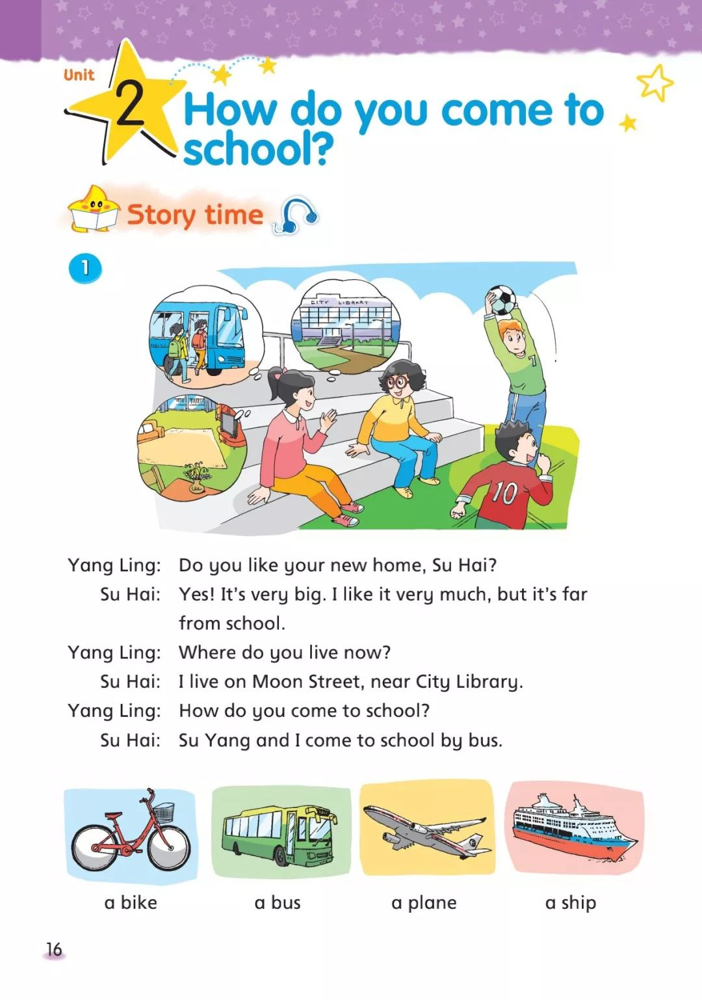 Unit
2
How do you come to
school?
Story time
1
CITY LIBRARY
7
10
Yang Ling: Do you like your new home, Su Hai?
Su Hai: Yes! It's very big. I like it very much, but it's far
from school.
Yang Ling: Where do you live now?
Su Hai: I live on Moon Street, near City Library.
Yang Ling: How do you come to school?
Su Hai: Su Yang and I come to school by bus.
a bike
a bus
a plane
a ship
16